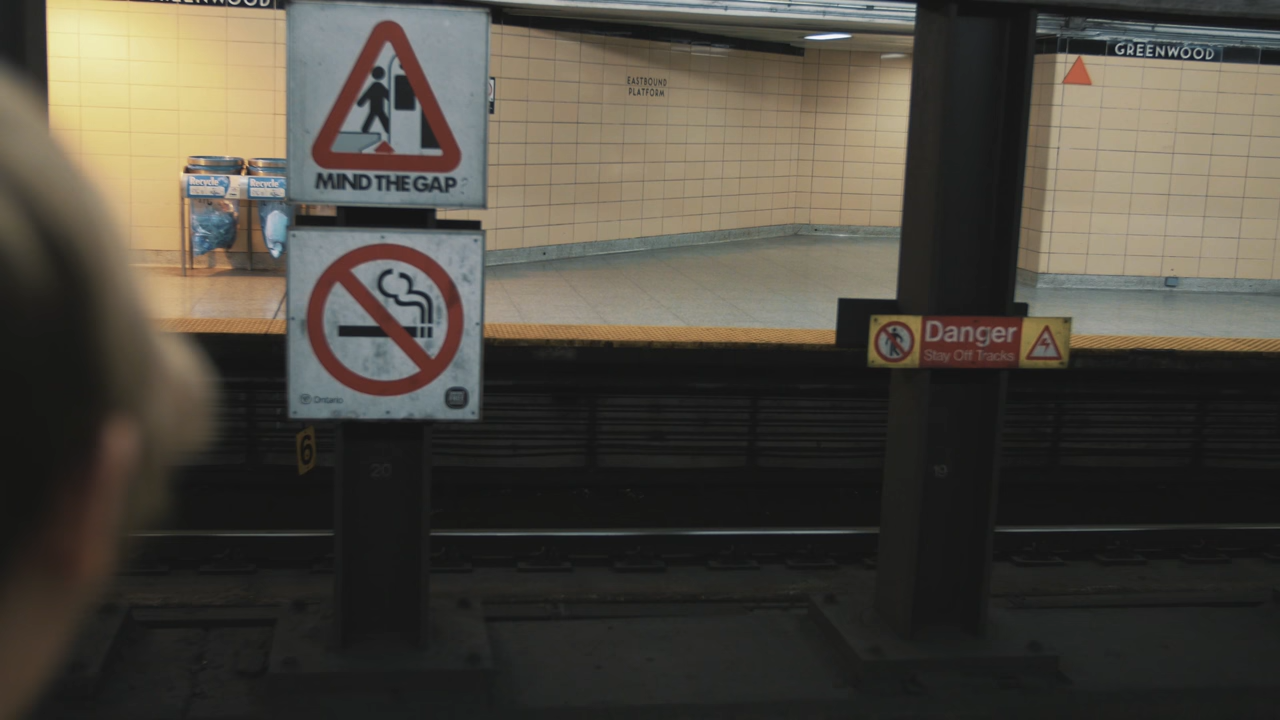 GREENWOOD
MIND THE GAP
Recycle
Recycle
EASTBOUND
PLATFORM
GREENWOOD
Danger
Stay Off Tracks
Ontario
6
20
19